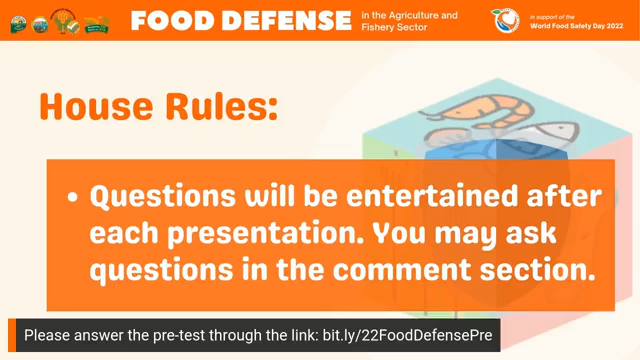 FOOD DEFENSE
in the Agriculture and
Fishery Sector
in support of the
World Food Safety Day 2022
House Rules:
• Questions will be entertained after
each presentation. You may ask
questions in the comment section.
Please answer the pre-test through the link: bit.ly/22FoodDefensePre